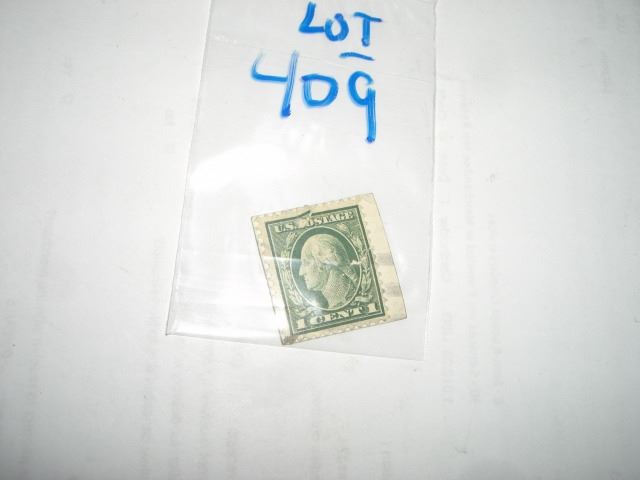 LOT
409
U.S. POSTAGE
1 CENT 1